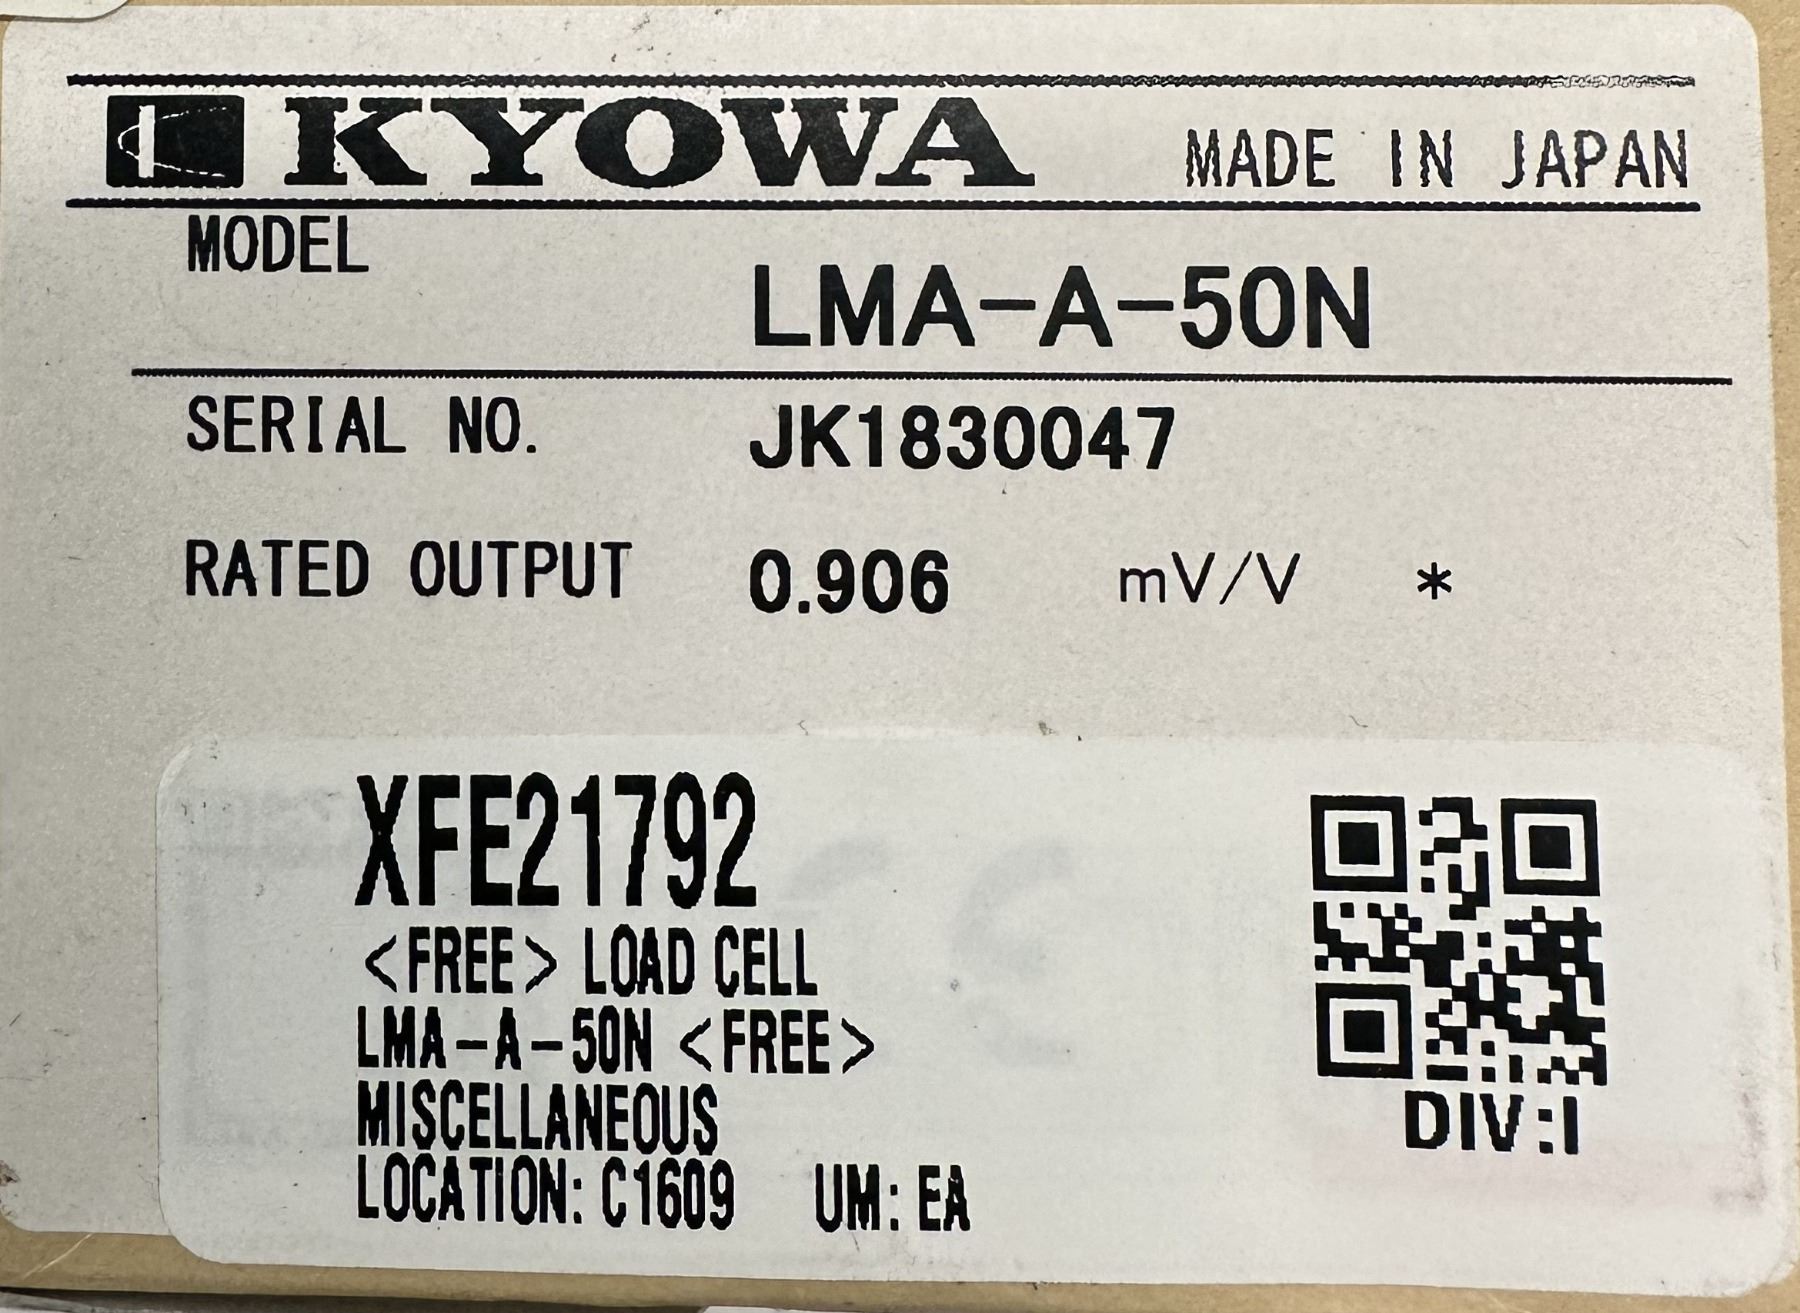 KYOWA MADE IN JAPAN
MODEL LMA-A-50N
SERIAL NO. JK1830047
RATED OUTPUT 0.906 mV/V *
XFE21792
<FREE> LOAD CELL
LMA-A-50N <FREE>
MISCELLANEOUS
LOCATION: C1609 UM: EA
DIV:I